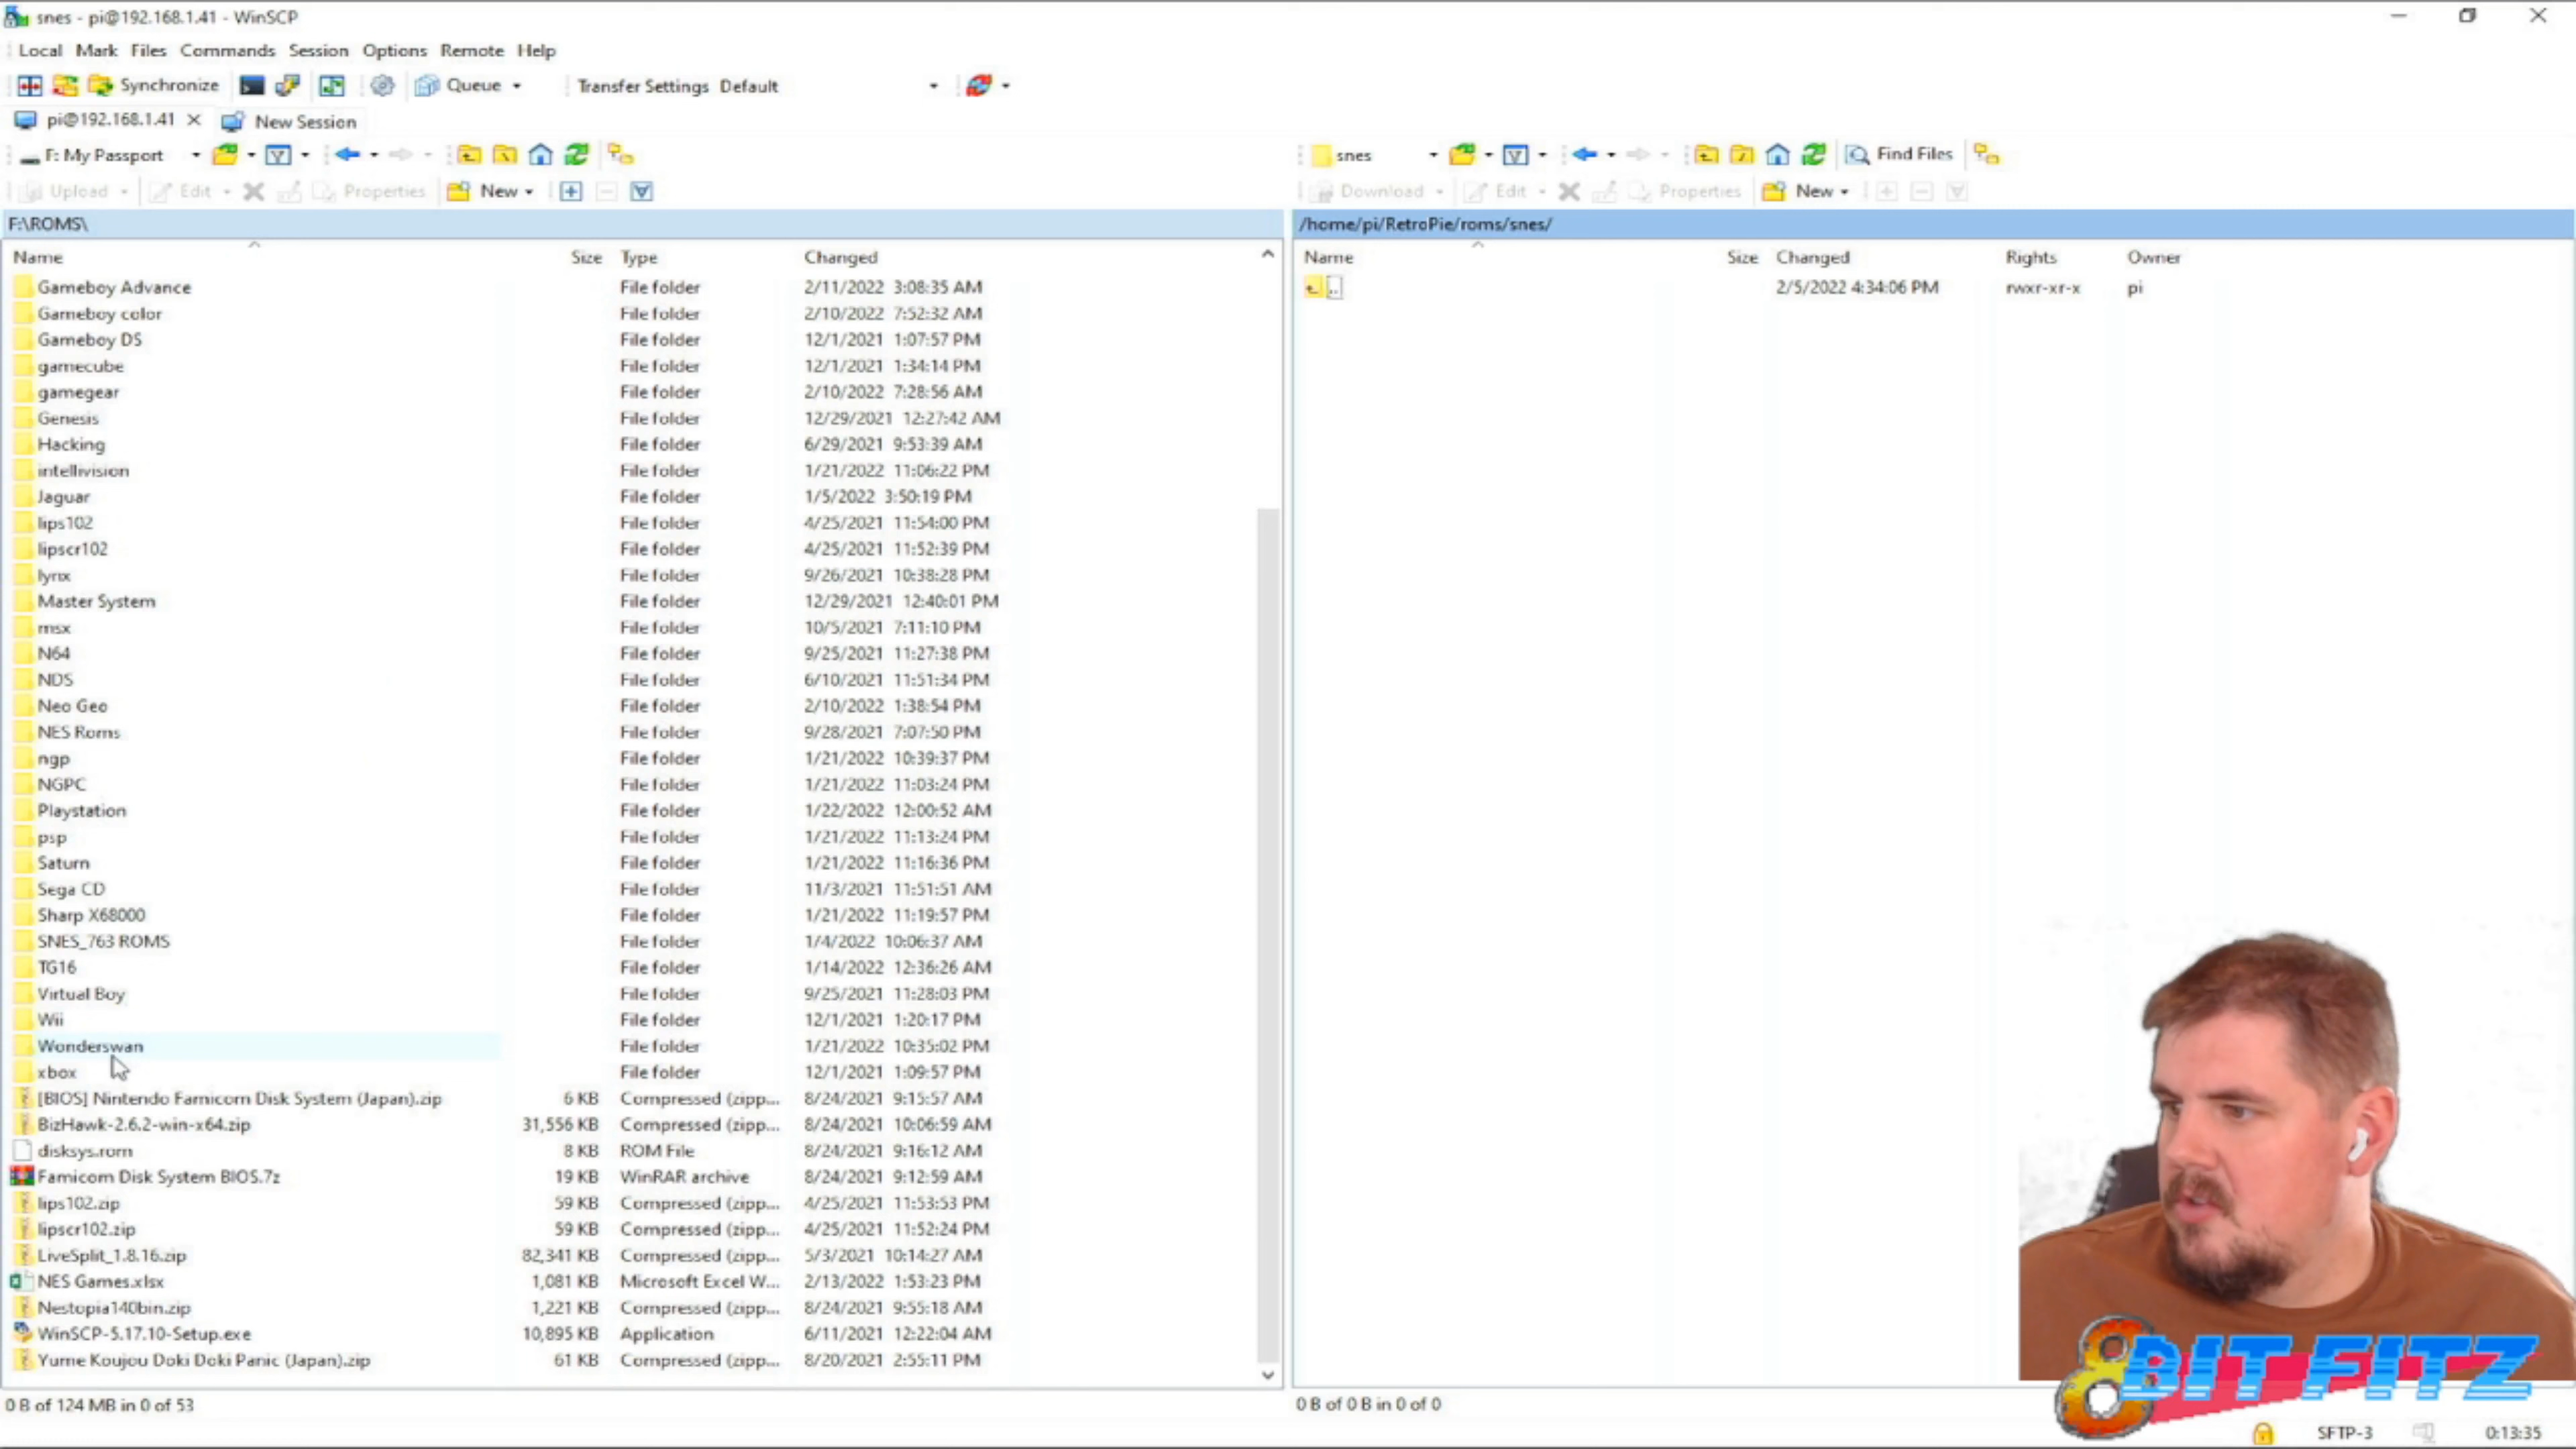 snes - pi@192.168.1.41 - WinSCP
Local Mark Files Commands Session Options Remote Help
Synchronize Queue Transfer Settings Default
pi@192.168.1.41 New Session
F: My Passport snes Find Files
Upload Edit Properties New Download Edit Properties New
F:\ROMS\ /home/pi/RetroPie/roms/snes/
Name Size Type Changed Name Size Changed Rights Owner
Gameboy Advance File folder 2/11/2022 3:08:35 AM .. 2/5/2022 4:34:06 PM rwxr-xr-x pi
Gameboy color File folder 2/10/2022 7:52:32 AM
Gameboy DS File folder 12/1/2021 1:07:57 PM
gamecube File folder 12/1/2021 1:34:14 PM
gamegear File folder 2/10/2022 7:28:56 AM
Genesis File folder 12/29/2021 12:27:42 AM
Hacking File folder 6/29/2021 9:53:39 AM
intellivision File folder 1/21/2022 11:06:22 PM
Jaguar File folder 1/5/2022 3:50:19 PM
lips102 File folder 4/25/2021 11:54:00 PM
lipscr102 File folder 4/25/2021 11:52:39 PM
lynx File folder 9/26/2021 10:38:28 PM
Master System File folder 12/29/2021 12:40:01 PM
msx File folder 10/5/2021 7:11:10 PM
N64 File folder 9/25/2021 11:27:38 PM
NDS File folder 6/10/2021 11:51:34 PM
Neo Geo File folder 2/10/2022 1:38:54 PM
NES Roms File folder 9/28/2021 7:07:50 PM
ngp File folder 1/21/2022 10:39:37 PM
NGPC File folder 1/21/2022 11:03:24 PM
Playstation File folder 1/22/2022 12:00:52 AM
psp File folder 1/21/2022 11:13:24 PM
Saturn File folder 1/21/2022 11:16:36 PM
Sega CD File folder 11/3/2021 11:51:51 AM
Sharp X68000 File folder 1/21/2022 11:19:57 PM
SNES_763 ROMS File folder 1/4/2022 10:06:37 AM
TG16 File folder 1/14/2022 12:36:26 AM
Virtual Boy File folder 9/25/2021 11:28:03 PM
Wii File folder 12/1/2021 1:20:17 PM
Wonderswan File folder 1/21/2022 10:35:02 PM
xbox File folder 12/1/2021 1:09:57 PM
[BIOS] Nintendo Famicom Disk System (Japan).zip 6 KB Compressed (zipp... 8/24/2021 9:15:57 AM
BizHawk-2.6.2-win-x64.zip 31,556 KB Compressed (zipp... 8/24/2021 10:06:59 AM
disksys.rom 8 KB ROM File 8/24/2021 9:16:12 AM
Famicom Disk System BIOS.7z 19 KB WinRAR archive 8/24/2021 9:12:59 AM
lips102.zip 59 KB Compressed (zipp... 4/25/2021 11:53:53 PM
lipscr102.zip 59 KB Compressed (zipp... 4/25/2021 11:52:24 PM
LiveSplit_1.8.16.zip 82,341 KB Compressed (zipp... 5/3/2021 10:14:27 AM
NES Games.xlsx 1,081 KB Microsoft Excel W... 2/13/2022 1:53:23 PM
Nestopia140bin.zip 1,221 KB Compressed (zipp... 8/24/2021 9:55:18 AM
WinSCP-5.17.10-Setup.exe 10,895 KB Application 6/11/2021 12:22:04 AM
Yume Koujou Doki Doki Panic (Japan).zip 61 KB Compressed (zipp... 8/20/2021 2:55:11 PM
8BIT FITZ
0 B of 124 MB in 0 of 53 0 B of 0 B in 0 of 0
SFTP-3 0:13:35